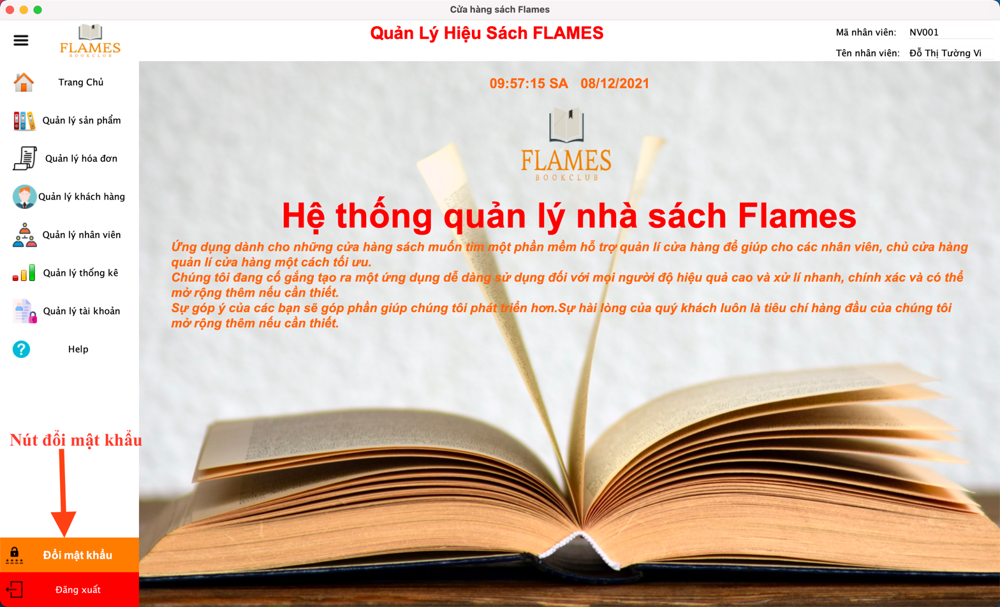 Cửa hàng sách Flames
FLAMES
BOOKCLUB
Quản Lý Hiệu Sách FLAMES
Mã nhân viên: NV001
Tên nhân viên: Đỗ Thị Tường Vi
Trang Chủ
Quản lý sản phẩm
Quản lý hóa đơn
Quản lý khách hàng
Quản lý nhân viên
Quản lý thống kê
Quản lý tài khoản
Help
Nút đổi mật khẩu
Đổi mật khẩu
Đăng xuất
09:57:15 SA 08/12/2021
FLAMES
BOOKCLUB
Hệ thống quản lý nhà sách Flames
Ứng dụng dành cho những cửa hàng sách muốn tìm một phần mềm hỗ trợ quản lí cửa hàng để giúp cho các nhân viên, chủ cửa hàng
quản lí cửa hàng một cách tối ưu.
Chúng tôi đang cố gắng tạo ra một ứng dụng dễ dàng sử dụng đối với mọi người độ hiệu quả cao và xử lí nhanh, chính xác và có thể
mở rộng thêm nếu cần thiết.
Sự góp ý của các bạn sẽ góp phần giúp chúng tôi phát triển hơn.Sự hài lòng của quý khách luôn là tiêu chí hàng đầu của chúng tôi
mở rộng thêm nếu cần thiết.